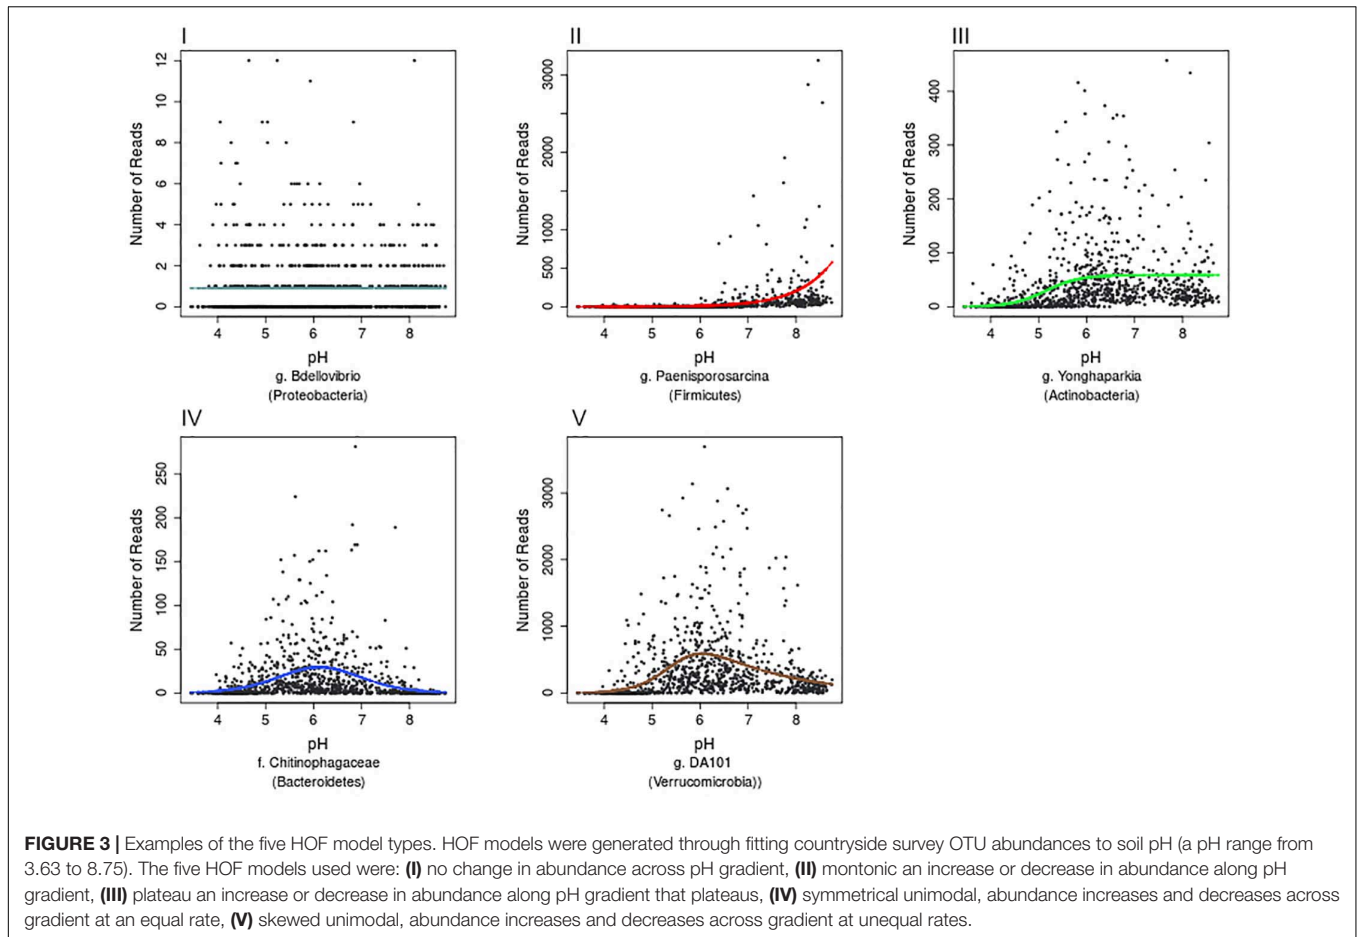 I
Number of Reads
12
10
8
6
4
2
0
4 5 6 7 8
pH
g. Bdellovibrio
(Proteobacteria)
II
Number of Reads
3000
2000
1000
500
0
4 5 6 7 8
pH
g. Paenisporosarcina
(Firmicutes)
III
Number of Reads
400
300
200
100
0
4 5 6 7 8
pH
g. Yonghaparkia
(Actinobacteria)
IV
Number of Reads
250
200
150
100
50
0
4 5 6 7 8
pH
f. Chitinophagaceae
(Bacteroidetes)
V
Number of Reads
3000
2000
1000
0
4 5 6 7 8
pH
g. DA101
(Verrucomicrobia))
FIGURE 3 | Examples of the five HOF model types. HOF models were generated through fitting countryside survey OTU abundances to soil pH (a pH range from
3.63 to 8.75). The five HOF models used were: (I) no change in abundance across pH gradient, (II) montonic an increase or decrease in abundance along pH
gradient, (III) plateau an increase or decrease in abundance along pH gradient that plateaus, (IV) symmetrical unimodal, abundance increases and decreases across
gradient at an equal rate, (V) skewed unimodal, abundance increases and decreases across gradient at unequal rates.